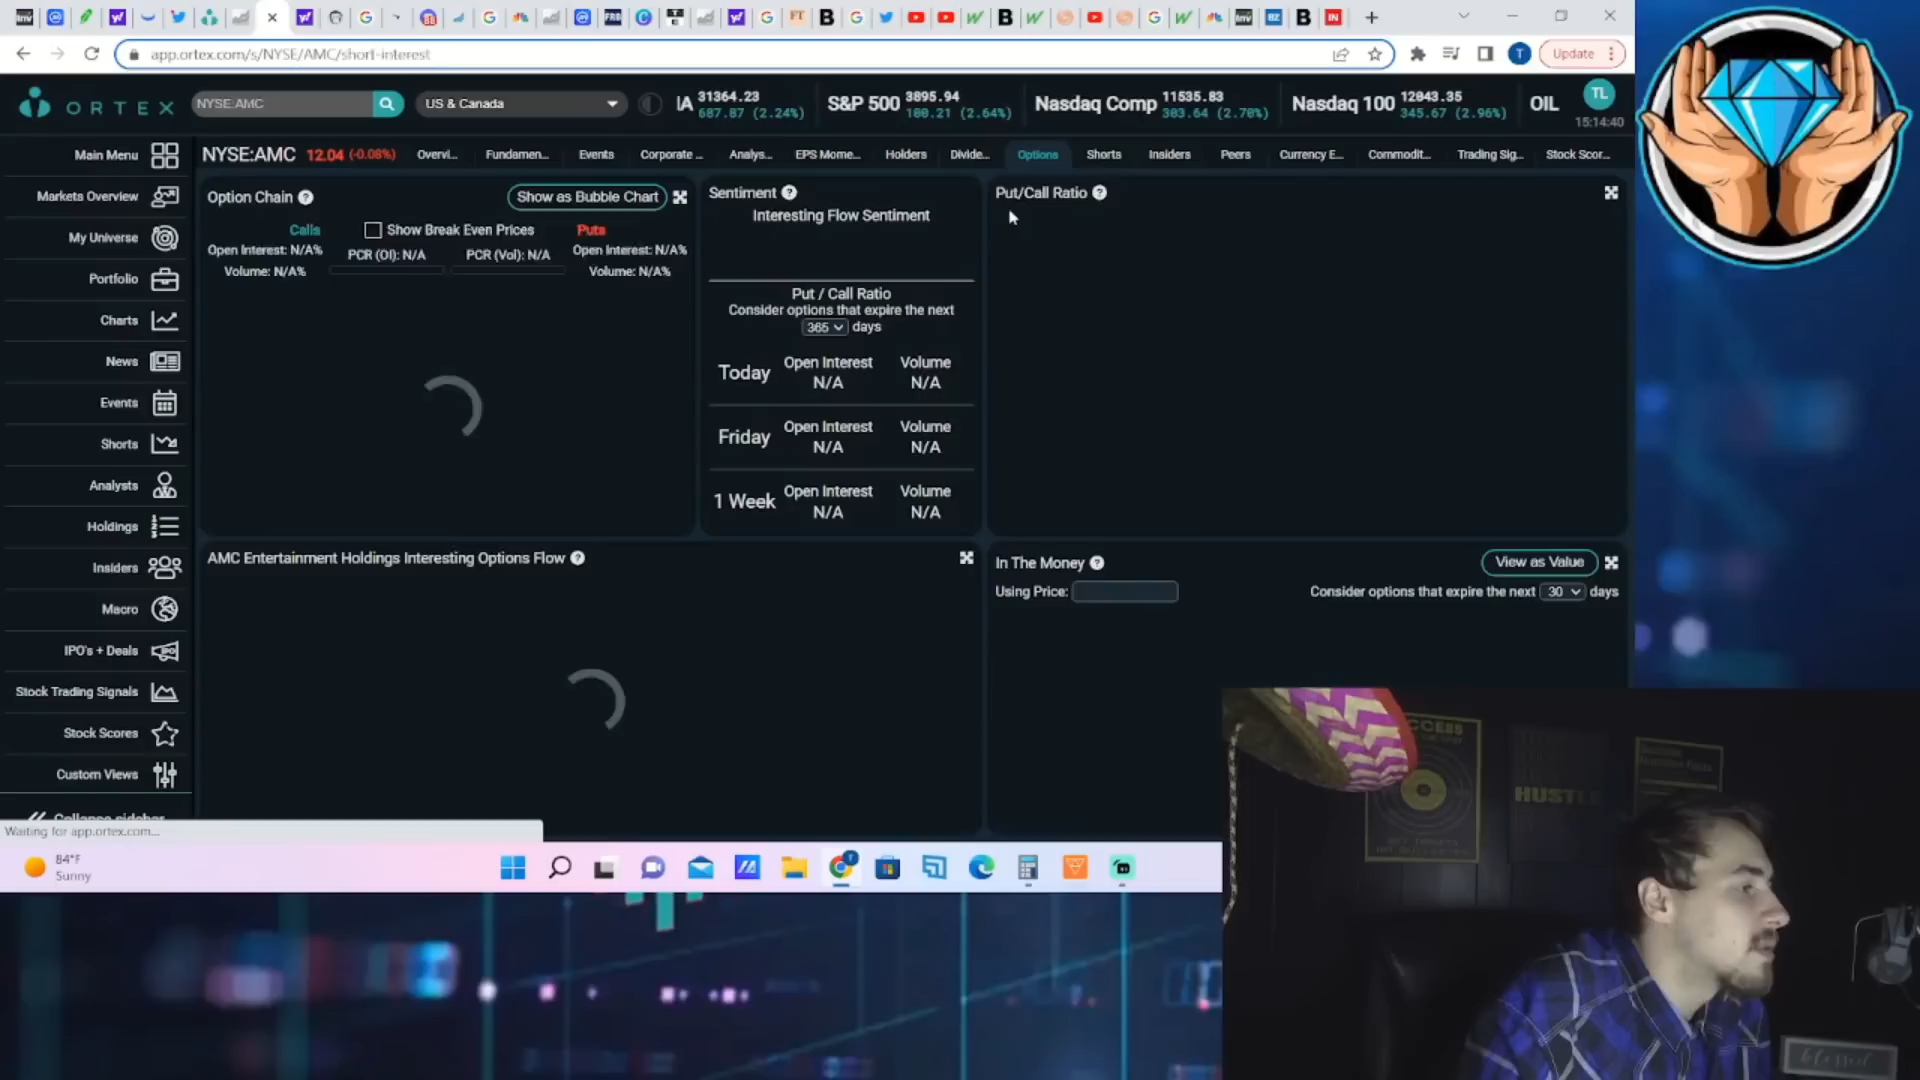 app.ortex.com/s/NYSE/AMC/short-interest
T
Update
ORTEX
NYSE:AMC
US & Canada
IA 31364.23
687.87 (2.24%)
S&P 500 3895.94
100.21 (2.64%)
Nasdaq Comp 11535.83
303.64 (2.70%)
Nasdaq 100 12043.35
345.67 (2.96%)
OIL
TL
15:14:40
Main Menu
Markets Overview
My Universe
Portfolio
Charts
News
Events
Shorts
Analysts
Holdings
Insiders
Macro
IPO's + Deals
Stock Trading Signals
Stock Scores
Custom Views
Collapse sidebar
NYSE:AMC 12.04 (-0.08%)
Overvi...
Fundamen...
Events
Corporate ...
Analys...
EPS Mome...
Holders
Divide...
Options
Shorts
Insiders
Peers
Currency E...
Commodit...
Trading Sig...
Stock Scor...
Option Chain ?
Show as Bubble Chart
Calls
Show Break Even Prices
Puts
Open Interest: N/A%
PCR (OI): N/A
PCR (Vol): N/A
Open Interest: N/A%
Volume: N/A%
Volume: N/A%
Sentiment ?
Interesting Flow Sentiment
Put / Call Ratio
Consider options that expire the next
365 days
Today
Open Interest
N/A
Volume
N/A
Friday
Open Interest
N/A
Volume
N/A
1 Week
Open Interest
N/A
Volume
N/A
Put/Call Ratio ?
AMC Entertainment Holdings Interesting Options Flow ?
In The Money ?
View as Value
Using Price:
Consider options that expire the next 30 days
Waiting for app.ortex.com...
84°F
Sunny
HUSTLE
blessed